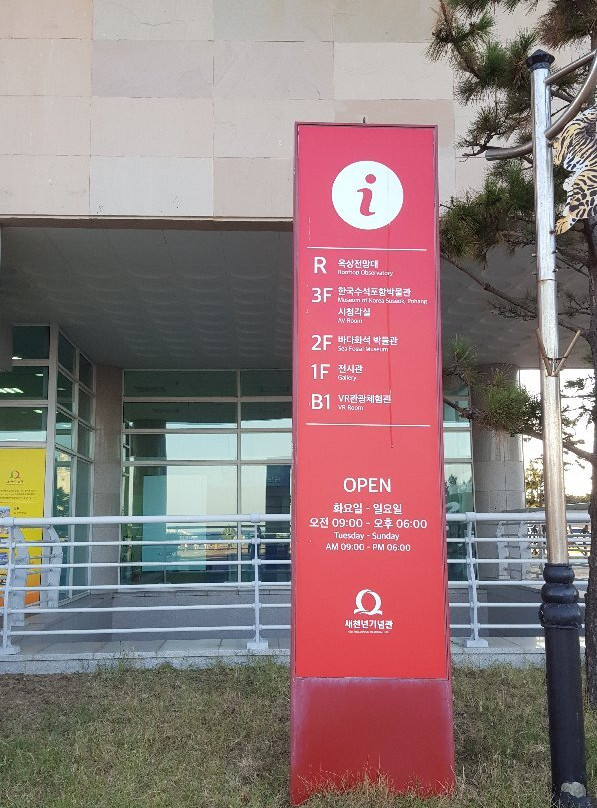 i
R 옥상전망대
Rooftop Observatory
3F 한국수석포항박물관
Museum of Korea Suseok, Pohang
시청각실
AV Room
2F 바다화석 박물관
Sea Fossil Museum
1F 전시관
Gallery
B1 VR관광체험관
VR Room
OPEN
화요일 - 일요일
오전 09:00 - 오후 06:00
Tuesday - Sunday
AM 09:00 - PM 06:00
새천년기념관